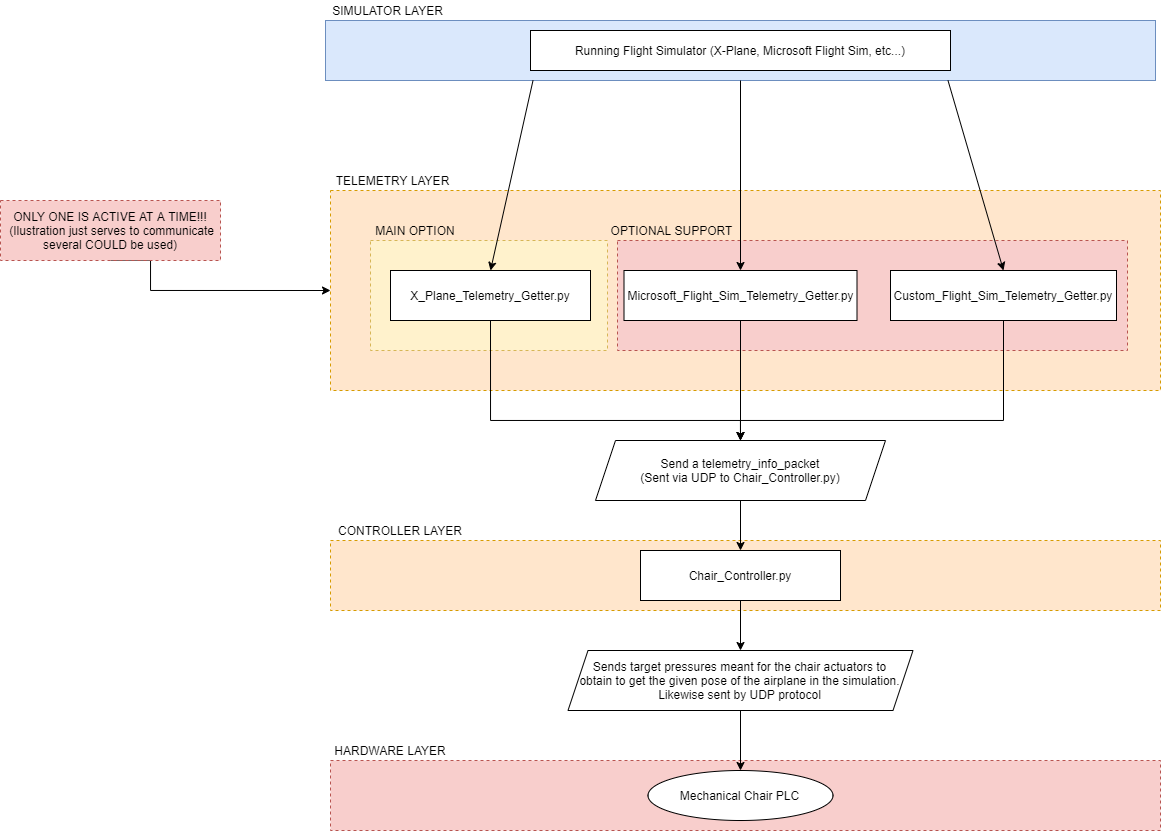 SIMULATOR LAYER
Running Flight Simulator (X-Plane, Microsoft Flight Sim, etc...)
TELEMETRY LAYER
ONLY ONE IS ACTIVE AT A TIME!!!
(Ilustration just serves to communicate
several COULD be used)
MAIN OPTION
OPTIONAL SUPPORT
X_Plane_Telemetry_Getter.py
Microsoft_Flight_Sim_Telemetry_Getter.py
Custom_Flight_Sim_Telemetry_Getter.py
Send a telemetry_info_packet
(Sent via UDP to Chair_Controller.py)
CONTROLLER LAYER
Chair_Controller.py
Sends target pressures meant for the chair actuators to
obtain to get the given pose of the airplane in the simulation.
Likewise sent by UDP protocol
HARDWARE LAYER
Mechanical Chair PLC